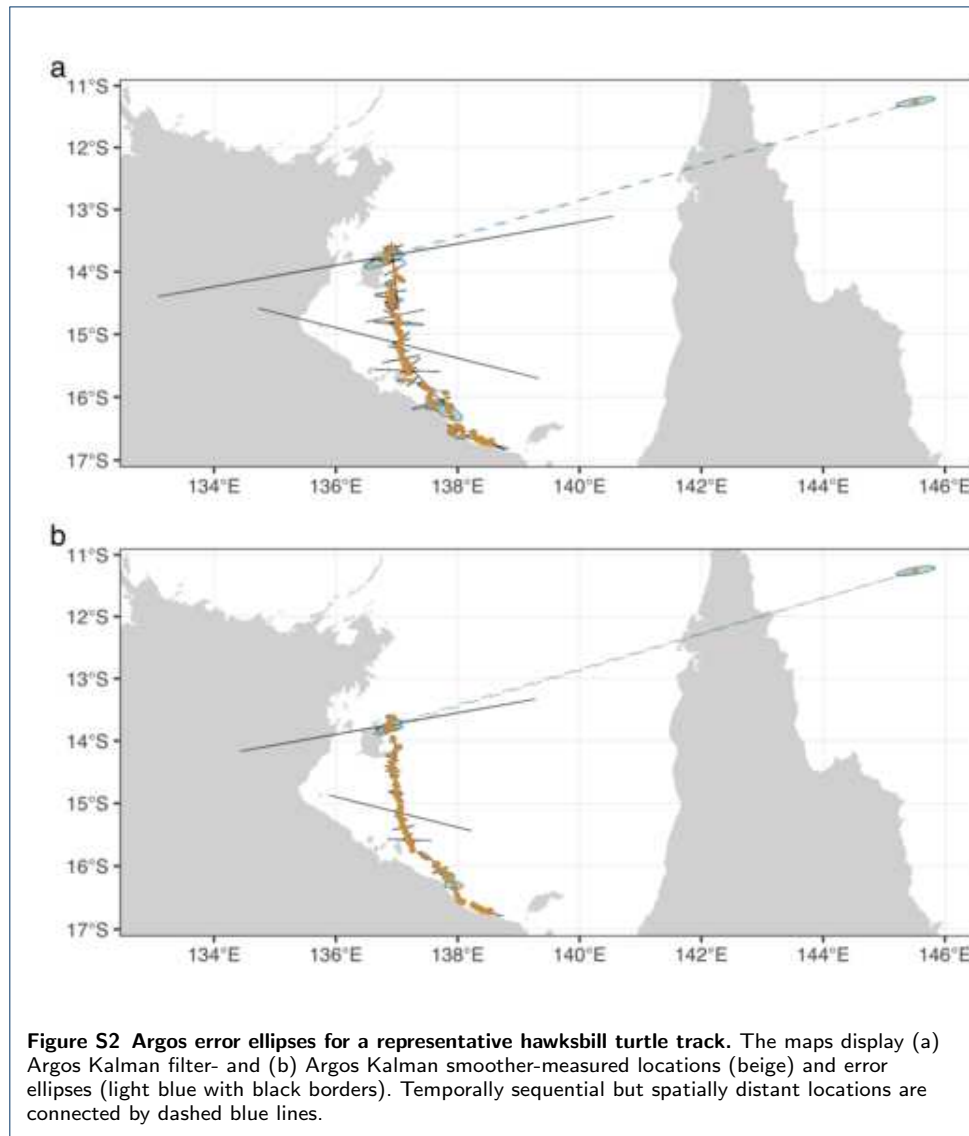 a
11°S
12°S
13°S
14°S
15°S
16°S
17°S
134°E 136°E 138°E 140°E 142°E 144°E 146°E
b
11°S
12°S
13°S
14°S
15°S
16°S
17°S
134°E 136°E 138°E 140°E 142°E 144°E 146°E
Figure S2 Argos error ellipses for a representative hawksbill turtle track. The maps display (a)
Argos Kalman filter- and (b) Argos Kalman smoother-measured locations (beige) and error
ellipses (light blue with black borders). Temporally sequential but spatially distant locations are
connected by dashed blue lines.